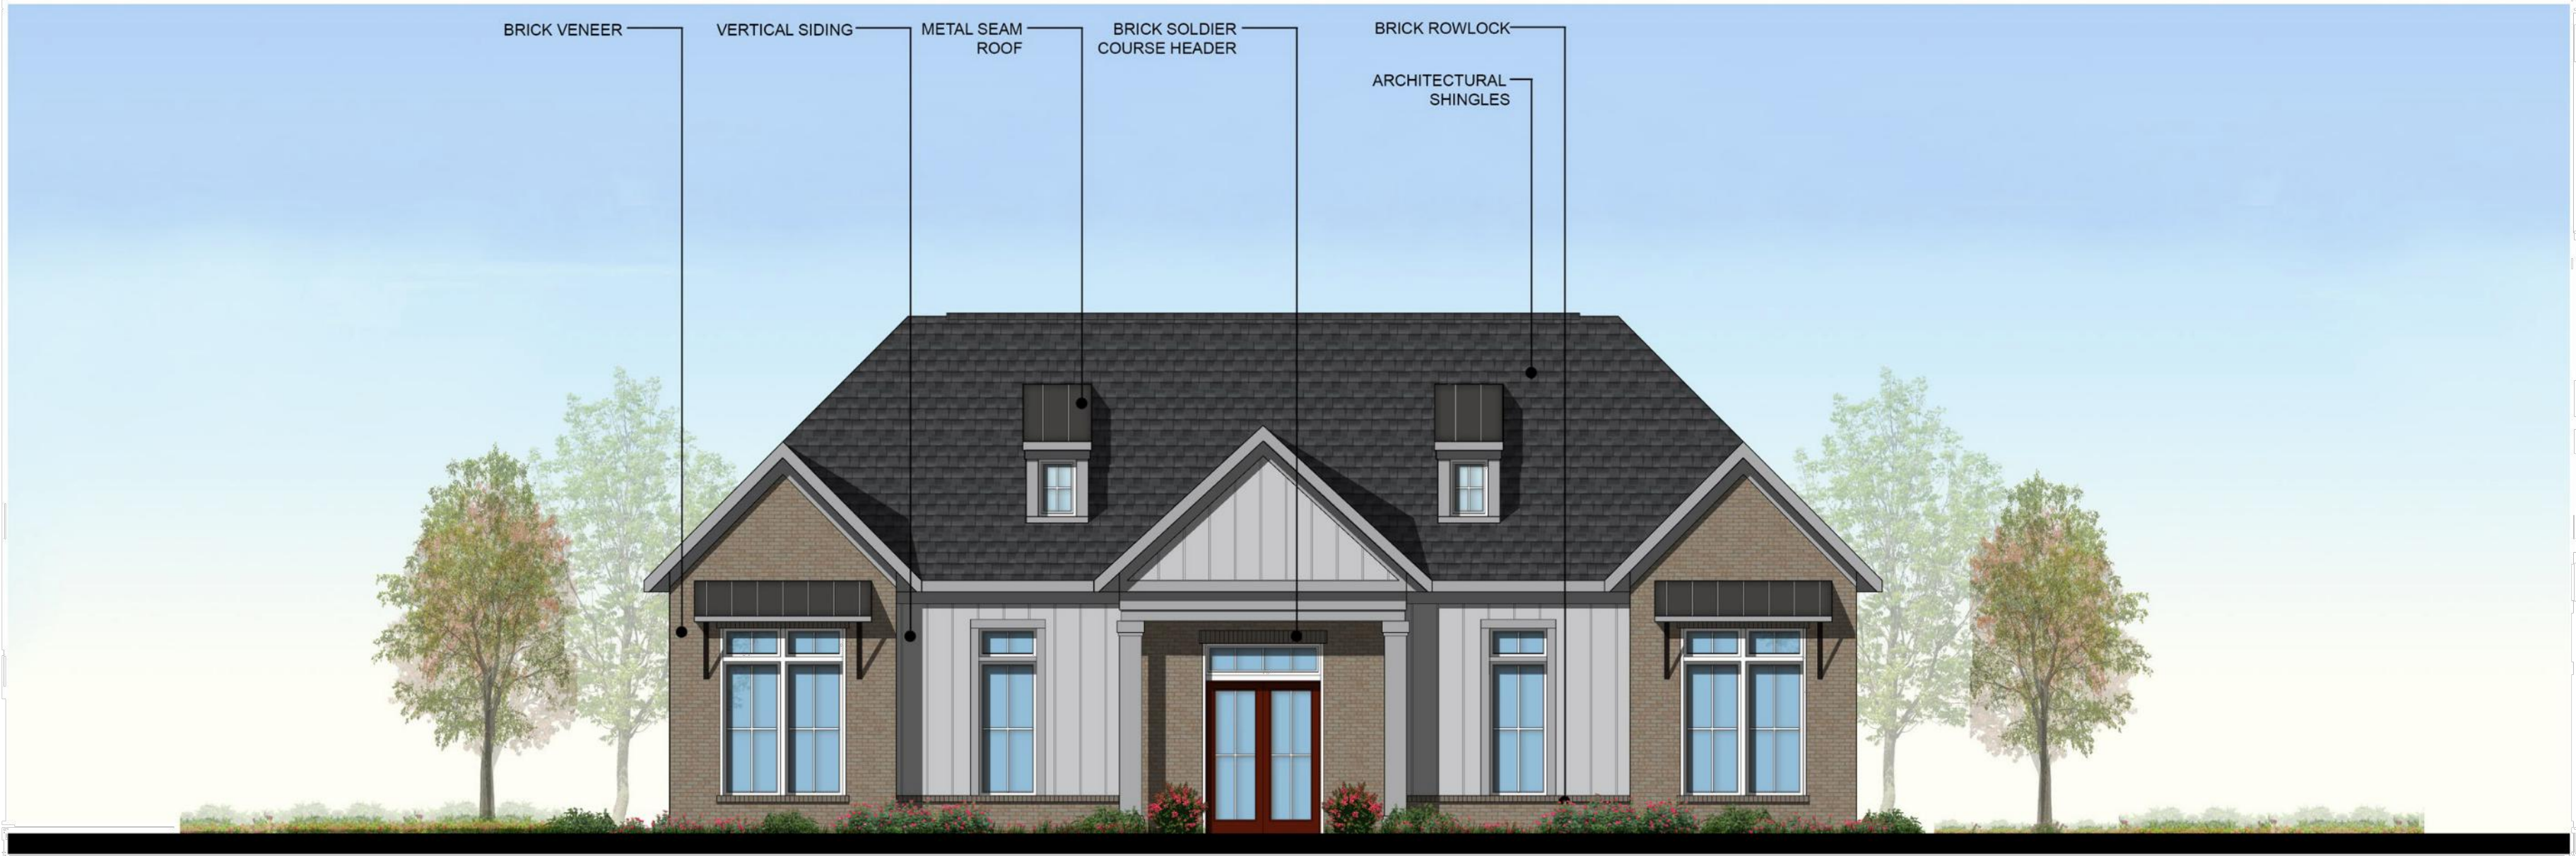 BRICK VENEER
VERTICAL SIDING
METAL SEAM
ROOF
BRICK SOLDIER
COURSE HEADER
BRICK ROWLOCK
ARCHITECTURAL
SHINGLES